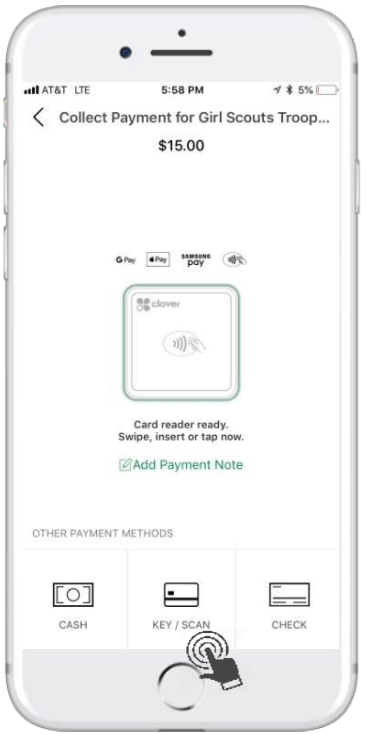 AT&T LTE 5:58 PM 5%
Collect Payment for Girl Scouts Troop...
$15.00
G Pay Pay SAMSUNG pay
clover
Card reader ready.
Swipe, insert or tap now.
Add Payment Note
OTHER PAYMENT METHODS
CASH KEY / SCAN CHECK